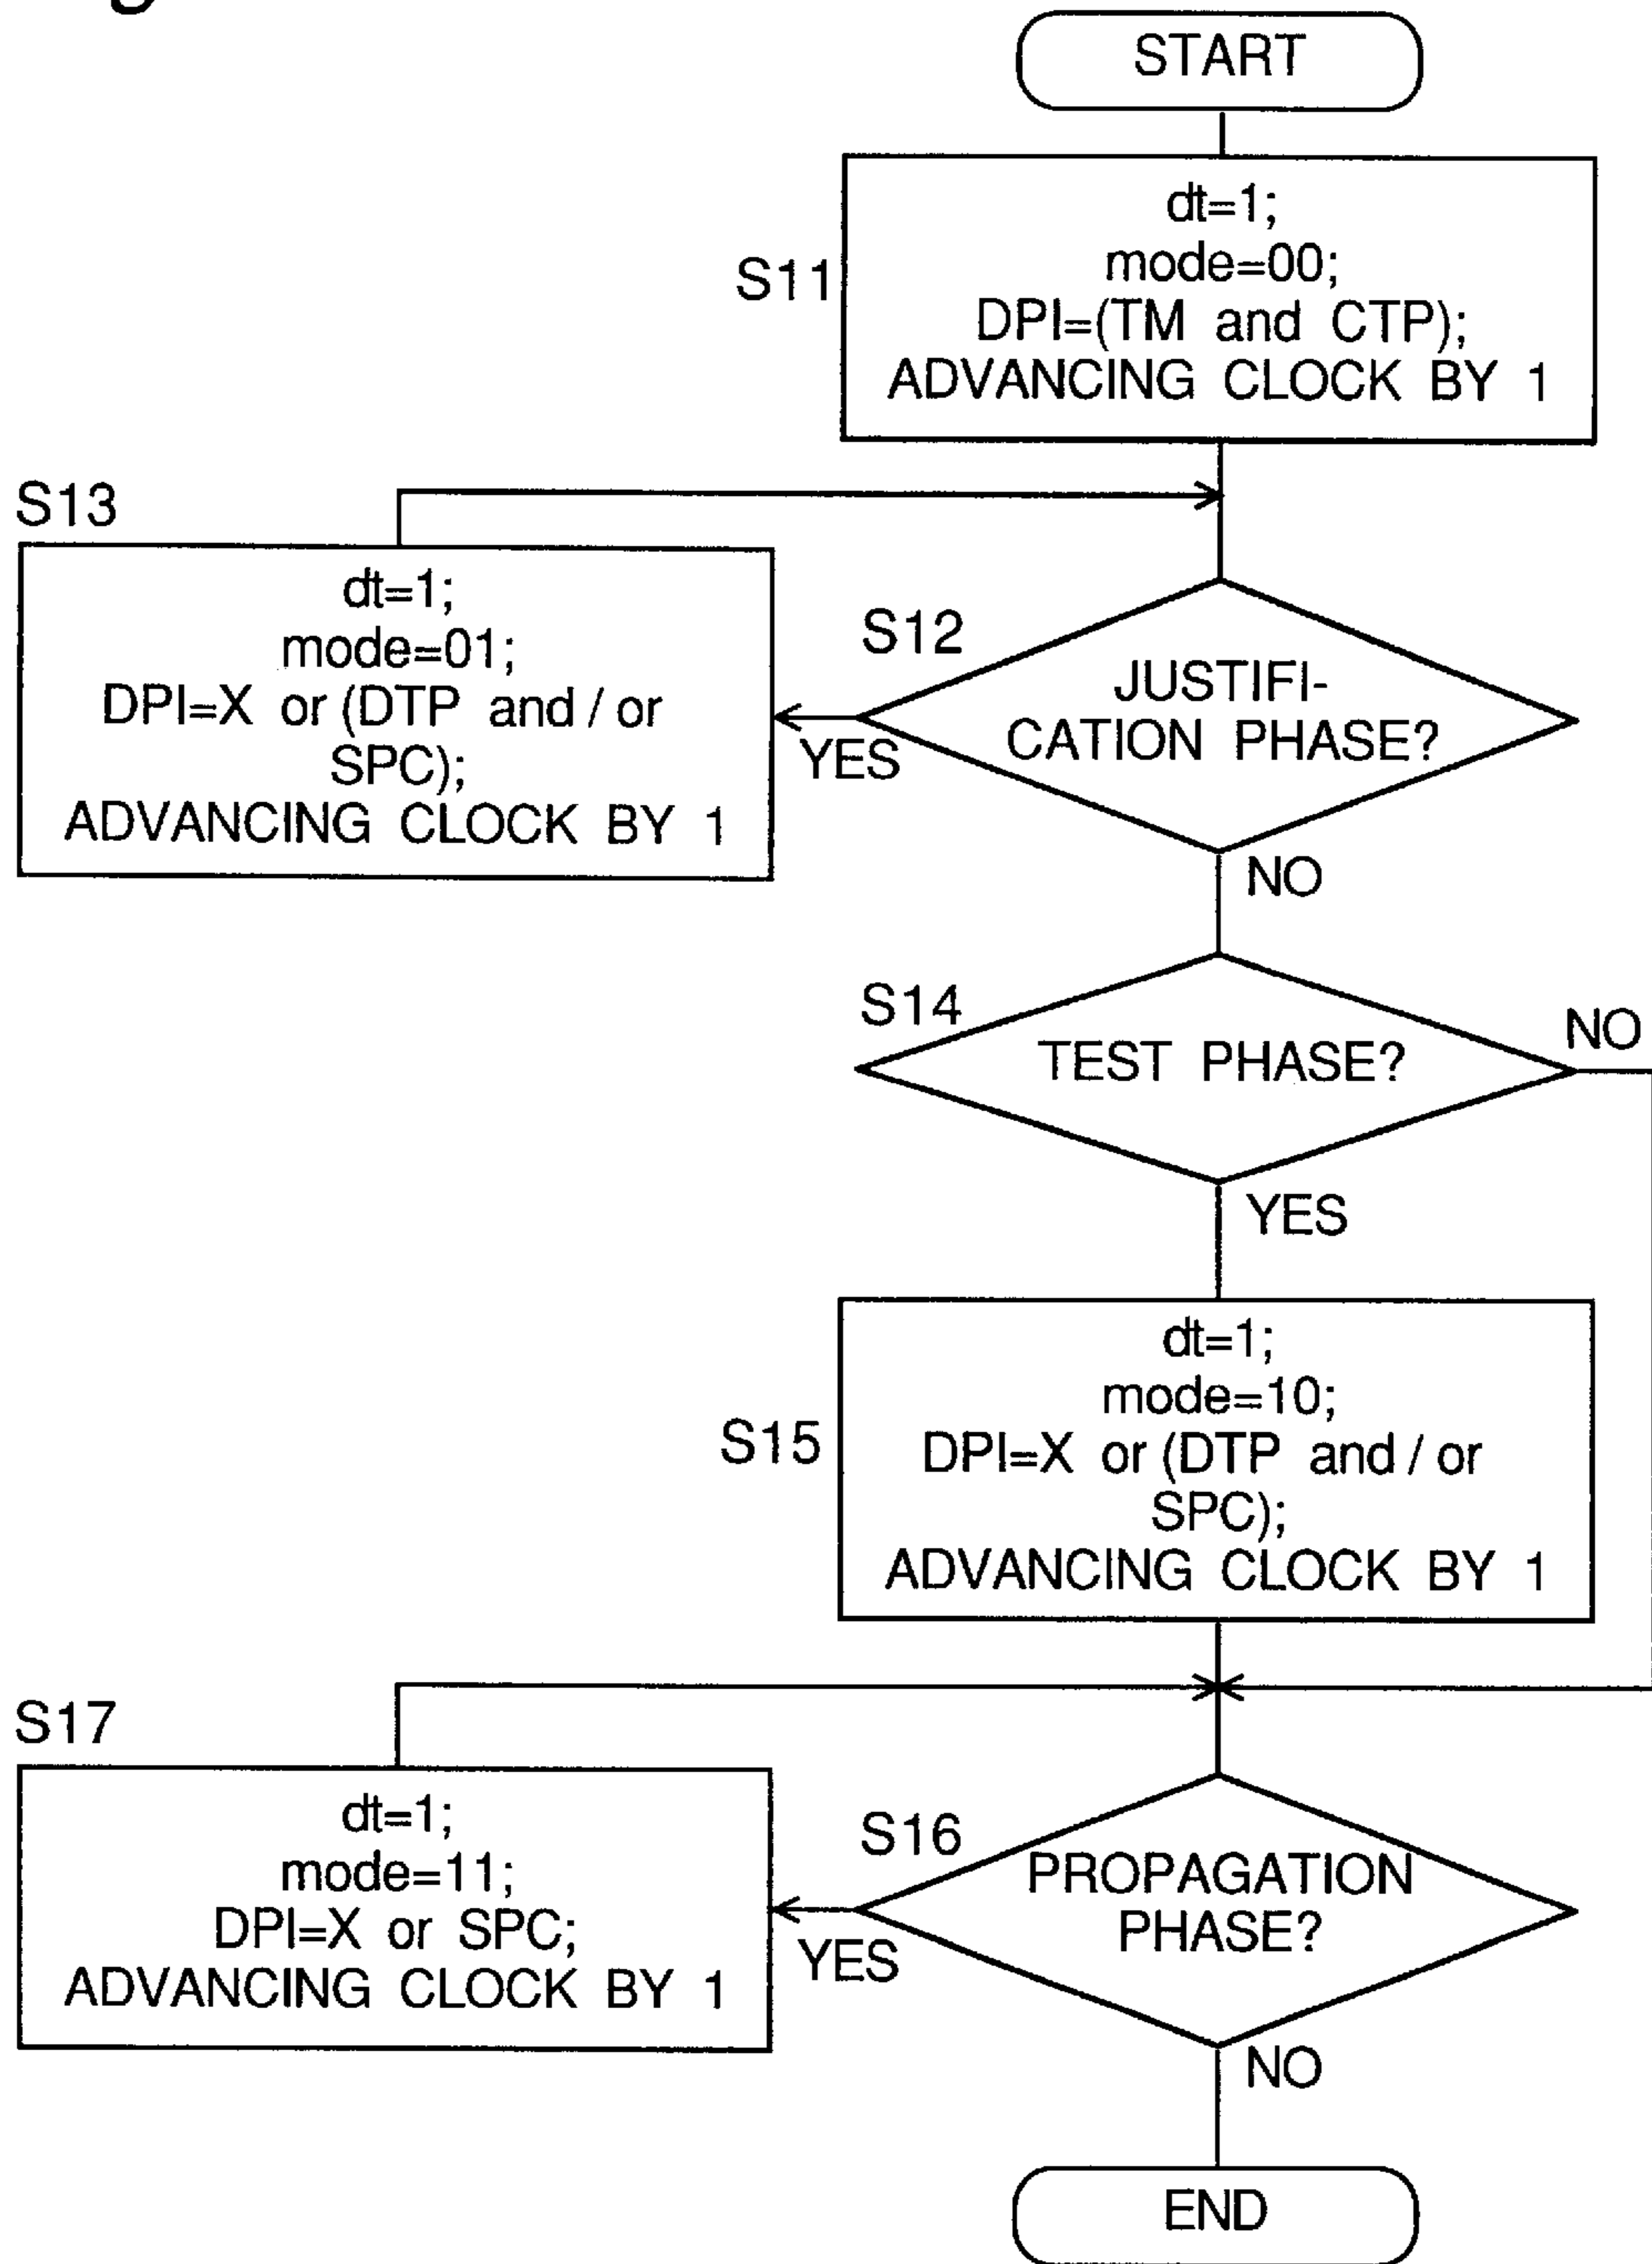 START
dt=1;
mode=00;
S11
DPI=(TM and CTP);
ADVANCING CLOCK BY 1
S13
dt=1;
mode=01;
DPI=X or (DTP and / or
SPC);
ADVANCING CLOCK BY 1
S12
JUSTIFI-
CATION PHASE?
YES
NO
S14
TEST PHASE?
NO
YES
dt=1;
mode=10;
S15
DPI=X or (DTP and / or
SPC);
ADVANCING CLOCK BY 1
S17
dt=1;
mode=11;
DPI=X or SPC;
ADVANCING CLOCK BY 1
S16
PROPAGATION
PHASE?
YES
NO
END